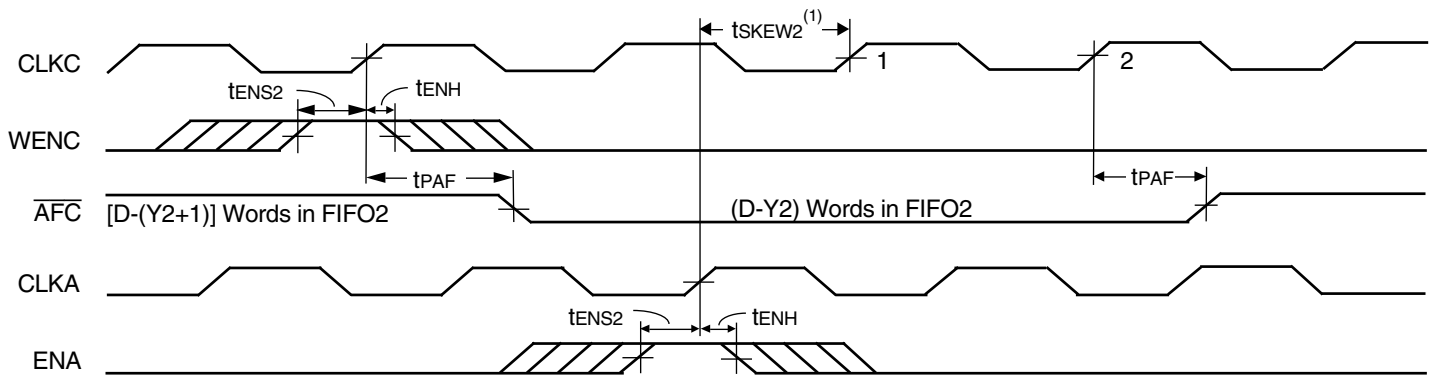 tSKEW2(1)
CLKC
1
2
tENS2
tENH
WENC
tPAF
tPAF
AFC
[D-(Y2+1)] Words in FIFO2
(D-Y2) Words in FIFO2
CLKA
tENS2
tENH
ENA